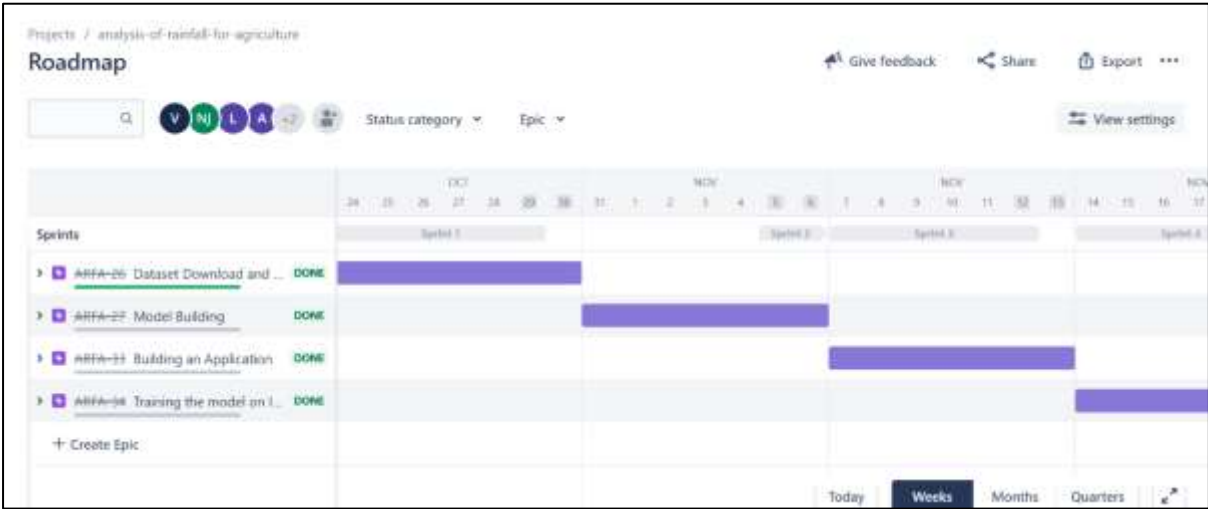 Projects / analysis-of-rainfall-for-agriculture
Roadmap
Give feedback
Share
Export
V NJ L A +2
Status category
Epic
View settings
OCT NOV NOV NOV
24 25 26 27 28 29 30 31 1 2 3 4 5 6 7 8 9 10 11 12 13 14 15 16 17
Sprints
Sprint 1 Sprint 2 Sprint 3 Sprint 4
ARFA-26 Dataset Download and ... DONE
ARFA-27 Model Building DONE
ARFA-33 Building an Application DONE
Training the model on I... DONE
+ Create Epic
Today Weeks Months Quarters